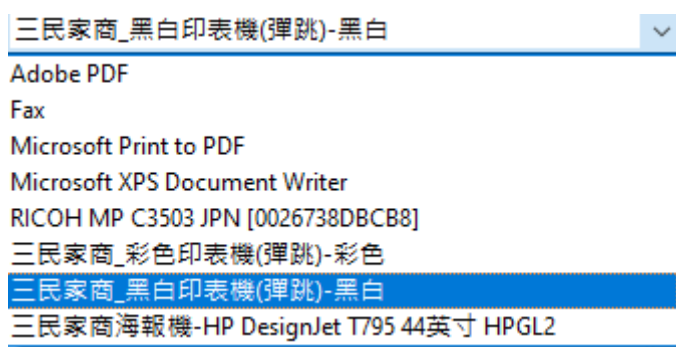 三民家商_黑白印表機(彈跳)-黑白
Adobe PDF
Fax
Microsoft Print to PDF
Microsoft XPS Document Writer
RICOH MP C3503 JPN [0026738DBCB8]
三民家商_彩色印表機(彈跳)-彩色
三民家商_黑白印表機(彈跳)-黑白
三民家商海報機-HP DesignJet T795 44英寸 HPGL2